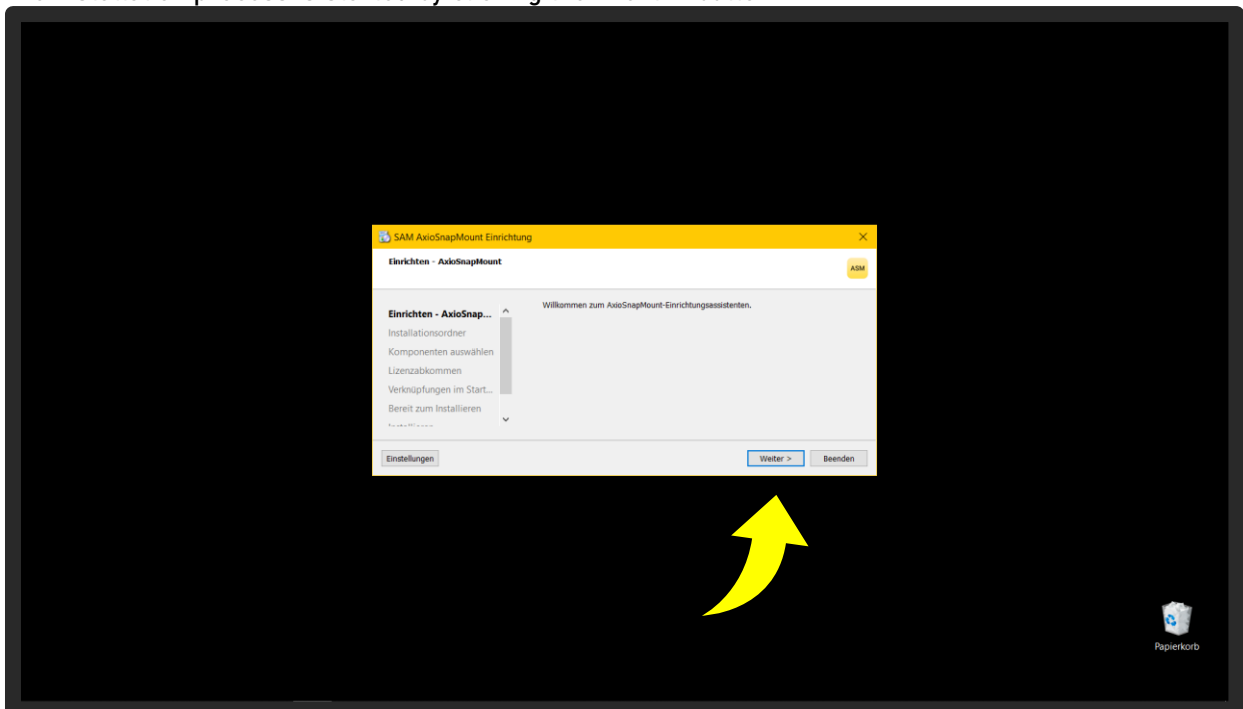 SAM AxioSnapMount Einrichtung
Einrichten - AxioSnapMount
ASM
Willkommen zum AxioSnapMount-Einrichtungsassistenten.
Einrichten - AxioSnap...
Installationsordner
Komponenten auswählen
Lizenzabkommen
Verknüpfungen im Start...
Bereit zum Installieren
Einstellungen
Weiter >
Beenden
Papierkorb